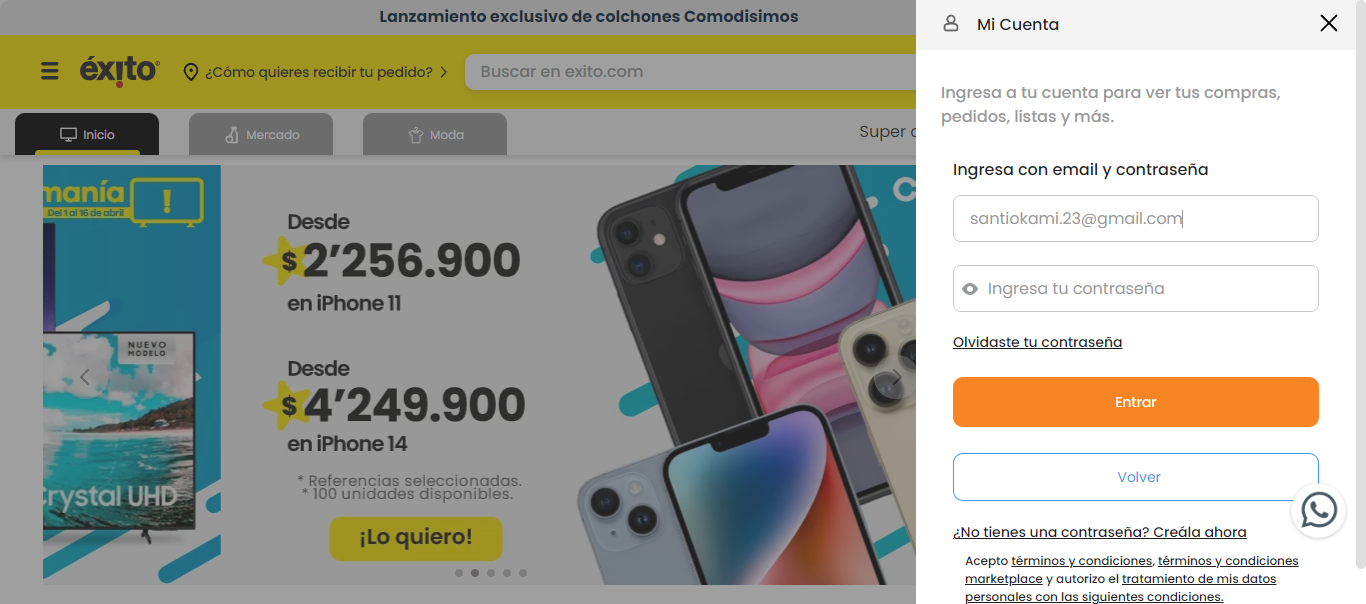 Lanzamiento exclusivo de colchones Comodisimos
éxito
¿Cómo quieres recibir tu pedido?
Buscar en exito.com
Inicio
Mercado
Moda
Super
manía
Del 1 al 16 de abril
!
NUEVO
MODELO
rystal UHD
Desde
$2'256.900
en iPhone 11
Desde
$4'249.900
en iPhone 14
* Referencias seleccionadas.
* 100 unidades disponibles.
¡Lo quiero!
Mi Cuenta
Ingresa a tu cuenta para ver tus compras,
pedidos, listas y más.
Ingresa con email y contraseña
santiokami.23@gmail.com
Ingresa tu contraseña
Olvidaste tu contraseña
Entrar
Volver
¿No tienes una contraseña? Creála ahora
Acepto términos y condiciones, términos y condiciones
marketplace y autorizo el tratamiento de mis datos
personales con las siguientes condiciones.